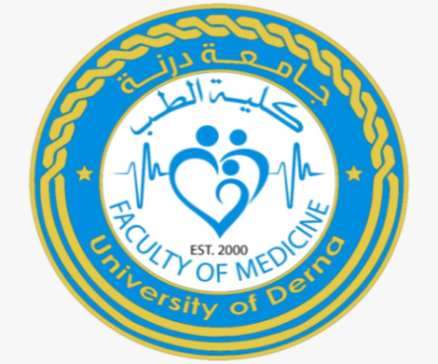 جامعة درنة
كلية الطب
EST. 2000
FACULTY OF MEDICINE
University of Derna